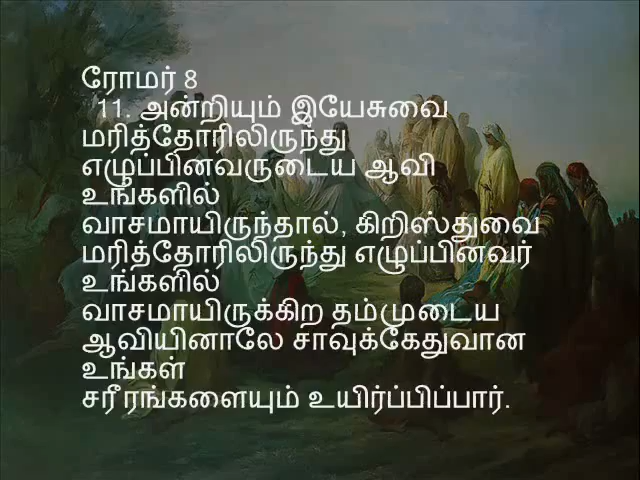 ரோமர் 8
11. அன்றியும் இயேசுவை
மரித்தோரிலிருந்து
எழுப்பினவருடைய ஆவி
உங்களில்
வாசமாயிருந்தால், கிறிஸ்துவை
மரித்தோரிலிருந்து எழுப்பினவர்
உங்களில்
வாசமாயிருக்கிற தம்முடைய
ஆவியினாலே சாவுக்கேதுவான
உங்கள்
சரீரங்களையும் உயிர்ப்பிப்பார்.